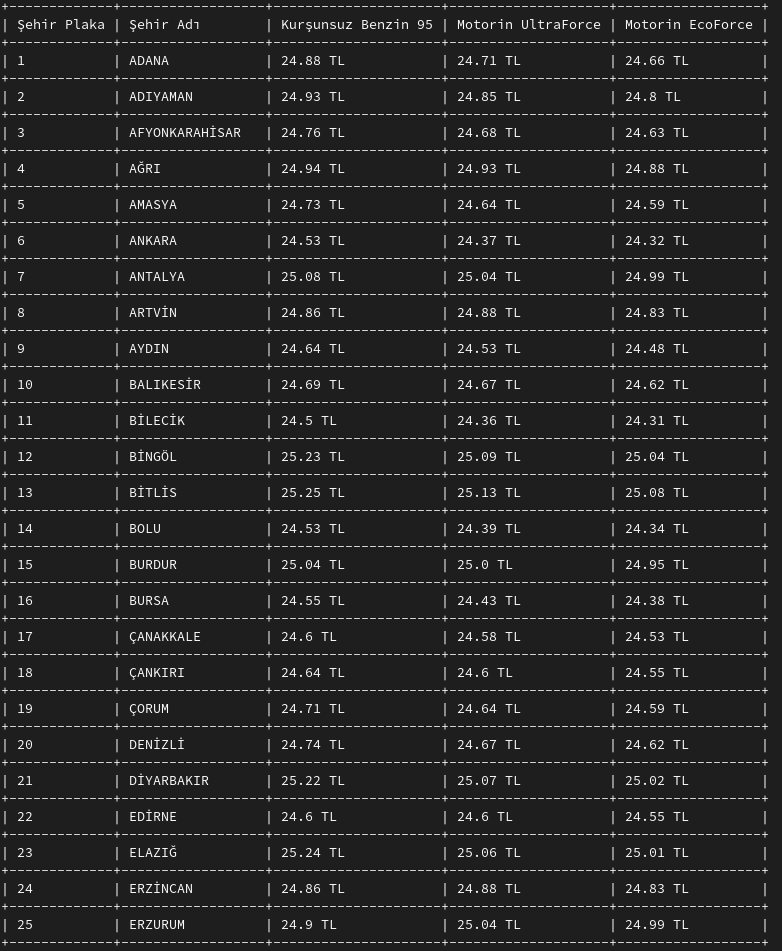 | Şehir Plaka | Şehir Adı | Kurşunsuz Benzin 95 | Motorin UltraForce | Motorin EcoForce |
| 1 | ADANA | 24.88 TL | 24.71 TL | 24.66 TL |
| 2 | ADIYAMAN | 24.93 TL | 24.85 TL | 24.8 TL |
| 3 | AFYONKARAHİSAR | 24.76 TL | 24.68 TL | 24.63 TL |
| 4 | AĞRI | 24.94 TL | 24.93 TL | 24.88 TL |
| 5 | AMASYA | 24.73 TL | 24.64 TL | 24.59 TL |
| 6 | ANKARA | 24.53 TL | 24.37 TL | 24.32 TL |
| 7 | ANTALYA | 25.08 TL | 25.04 TL | 24.99 TL |
| 8 | ARTVİN | 24.86 TL | 24.88 TL | 24.83 TL |
| 9 | AYDIN | 24.64 TL | 24.53 TL | 24.48 TL |
| 10 | BALIKESİR | 24.69 TL | 24.67 TL | 24.62 TL |
| 11 | BİLECİK | 24.5 TL | 24.36 TL | 24.31 TL |
| 12 | BİNGÖL | 25.23 TL | 25.09 TL | 25.04 TL |
| 13 | BİTLİS | 25.25 TL | 25.13 TL | 25.08 TL |
| 14 | BOLU | 24.53 TL | 24.39 TL | 24.34 TL |
| 15 | BURDUR | 25.04 TL | 25.0 TL | 24.95 TL |
| 16 | BURSA | 24.55 TL | 24.43 TL | 24.38 TL |
| 17 | ÇANAKKALE | 24.6 TL | 24.58 TL | 24.53 TL |
| 18 | ÇANKIRI | 24.64 TL | 24.6 TL | 24.55 TL |
| 19 | ÇORUM | 24.71 TL | 24.64 TL | 24.59 TL |
| 20 | DENİZLİ | 24.74 TL | 24.67 TL | 24.62 TL |
| 21 | DİYARBAKIR | 25.22 TL | 25.07 TL | 25.02 TL |
| 22 | EDİRNE | 24.6 TL | 24.6 TL | 24.55 TL |
| 23 | ELAZIĞ | 25.24 TL | 25.06 TL | 25.01 TL |
| 24 | ERZİNCAN | 24.86 TL | 24.88 TL | 24.83 TL |
| 25 | ERZURUM | 24.9 TL | 25.04 TL | 24.99 TL |